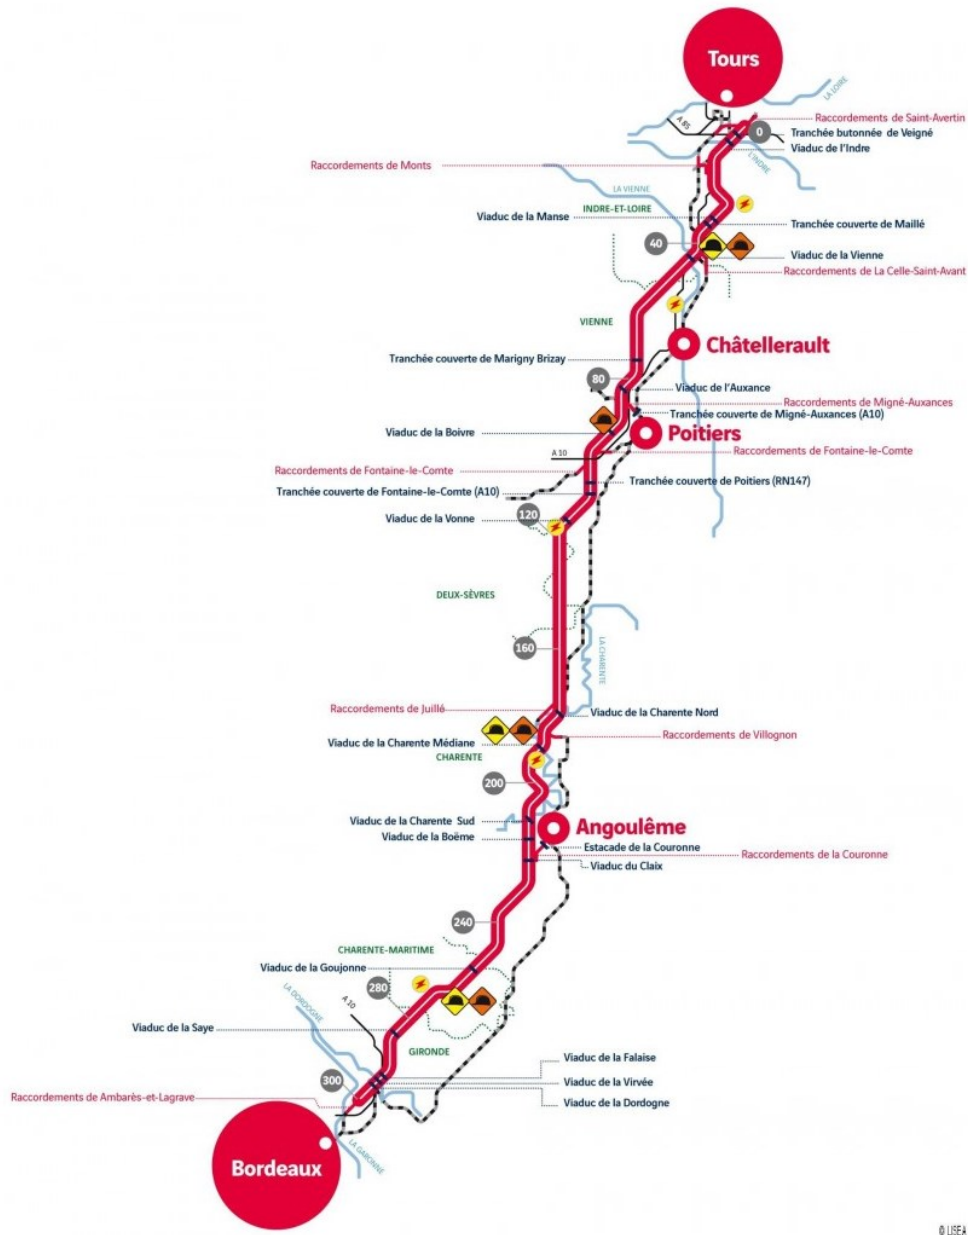 Tours
LA LOIRE
Raccordements de Saint-Avertin
A 85
0
Tranchée butonnée de Veigné
Viaduc de l'Indre
L'INDRE
Raccordements de Monts
LA VIENNE
INDRE-ET-LOIRE
Viaduc de la Manse
Tranchée couverte de Maillé
40
Viaduc de la Vienne
Raccordements de La Celle-Saint-Avant
VIENNE
Châtellerault
Tranchée couverte de Marigny Brizay
80
Viaduc de l'Auxance
Raccordements de Migné-Auxances
Tranchée couverte de Migné-Auxances (A10)
Viaduc de la Boivre
Poitiers
A 10
Raccordements de Fontaine-le-Comte
Raccordements de Fontaine-le-Comte
Tranchée couverte de Poitiers (RN147)
Tranchée couverte de Fontaine-le-Comte (A10)
120
Viaduc de la Vonne
DEUX-SÈVRES
160
LA CHARENTE
Raccordements de Juillé
Viaduc de la Charente Nord
Raccordements de Villognon
Viaduc de la Charente Médiane
CHARENTE
200
Viaduc de la Charente Sud
Angoulême
Viaduc de la Boëme
Estacade de la Couronne
Raccordements de la Couronne
Viaduc du Claix
240
CHARENTE-MARITIME
Viaduc de la Goujonne
280
LA DORDOGNE
A 10
Viaduc de la Saye
GIRONDE
Viaduc de la Falaise
300
Viaduc de la Virvée
Raccordements de Ambarès-et-Lagrave
Viaduc de la Dordogne
LA GARONNE
Bordeaux
© LISEA